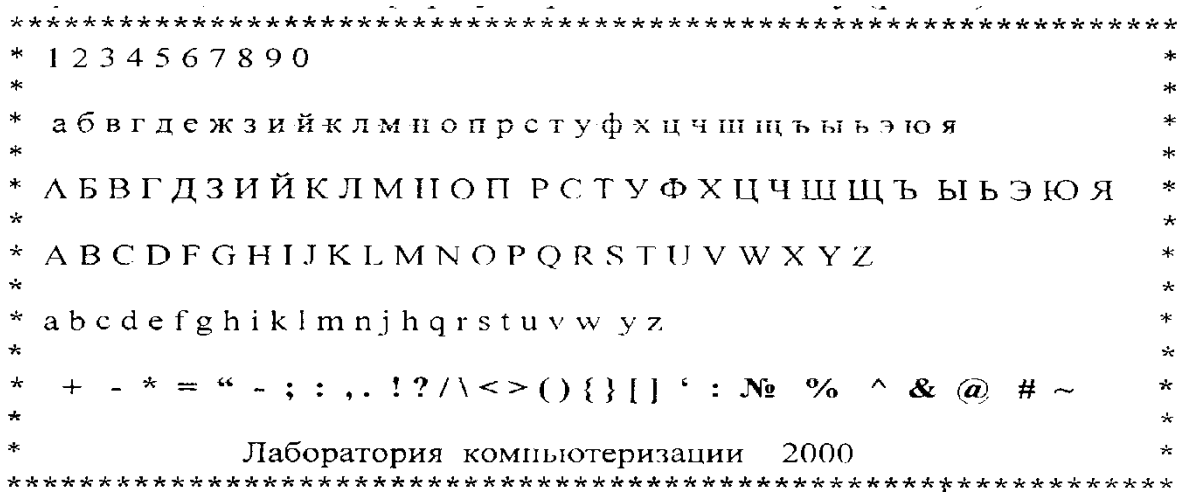 ***********************************************************************
* 1 2 3 4 5 6 7 8 9 0 *
* *
* а б в г д е ж з и й к л м н о п р с т у ф х ц ч ш щ ъ ы ь э ю я *
* *
* А Б В Г Д З И Й К Л М Н О П Р С Т У Ф Х Ц Ч Ш Щ Ъ Ы Ь Э Ю Я *
* *
* A B C D F G H I J K L M N O P Q R S T U V W X Y Z *
* *
* a b c d e f g h i k l m n j h q r s t u v w y z *
* *
* + - * = “ - ; : , . ! ? / \ < > ( ) { } [ ] ‘ : № % ^ & @ # ~ *
* *
* Лаборатория компьютеризации 2000 *
***********************************************************************